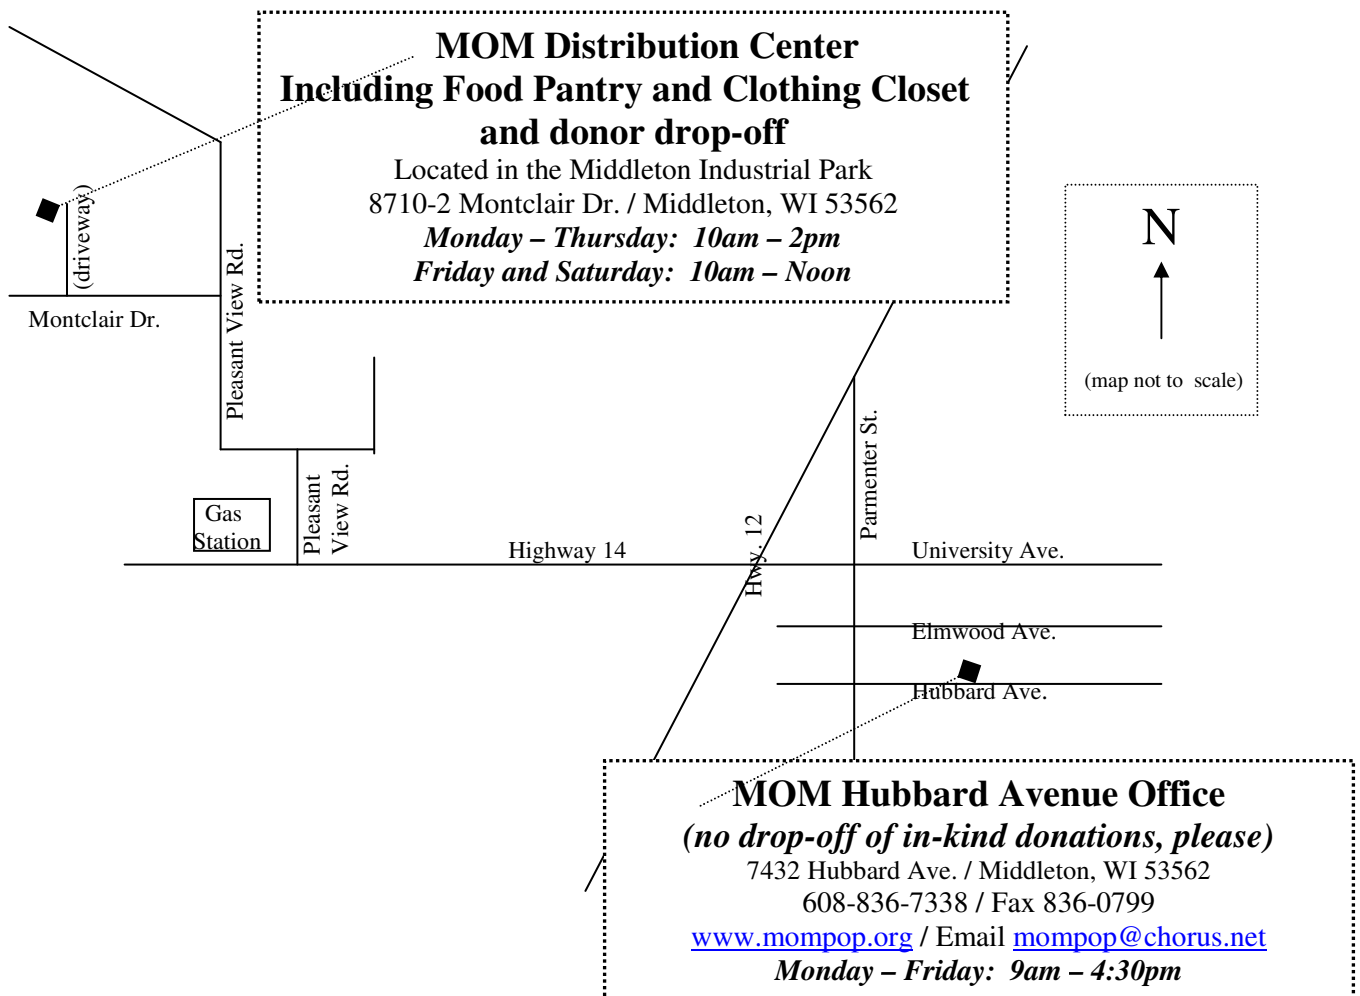 MOM Distribution Center
Including Food Pantry and Clothing Closet
and donor drop-off
Located in the Middleton Industrial Park
8710-2 Montclair Dr. / Middleton, WI 53562
Monday – Thursday:  10am – 2pm
Friday and Saturday:  10am – Noon
(driveway)
Montclair Dr.
Pleasant View Rd.
N
(map not to  scale)
Gas
Station
Pleasant
View Rd.
Highway 14
Hwy. 12
Parmenter St.
University Ave.
Elmwood Ave.
Hubbard Ave.
MOM Hubbard Avenue Office
(no drop-off of in-kind donations, please)
7432 Hubbard Ave. / Middleton, WI 53562
608-836-7338 / Fax 836-0799
www.mompop.org / Email mompop@chorus.net
Monday – Friday:  9am – 4:30pm